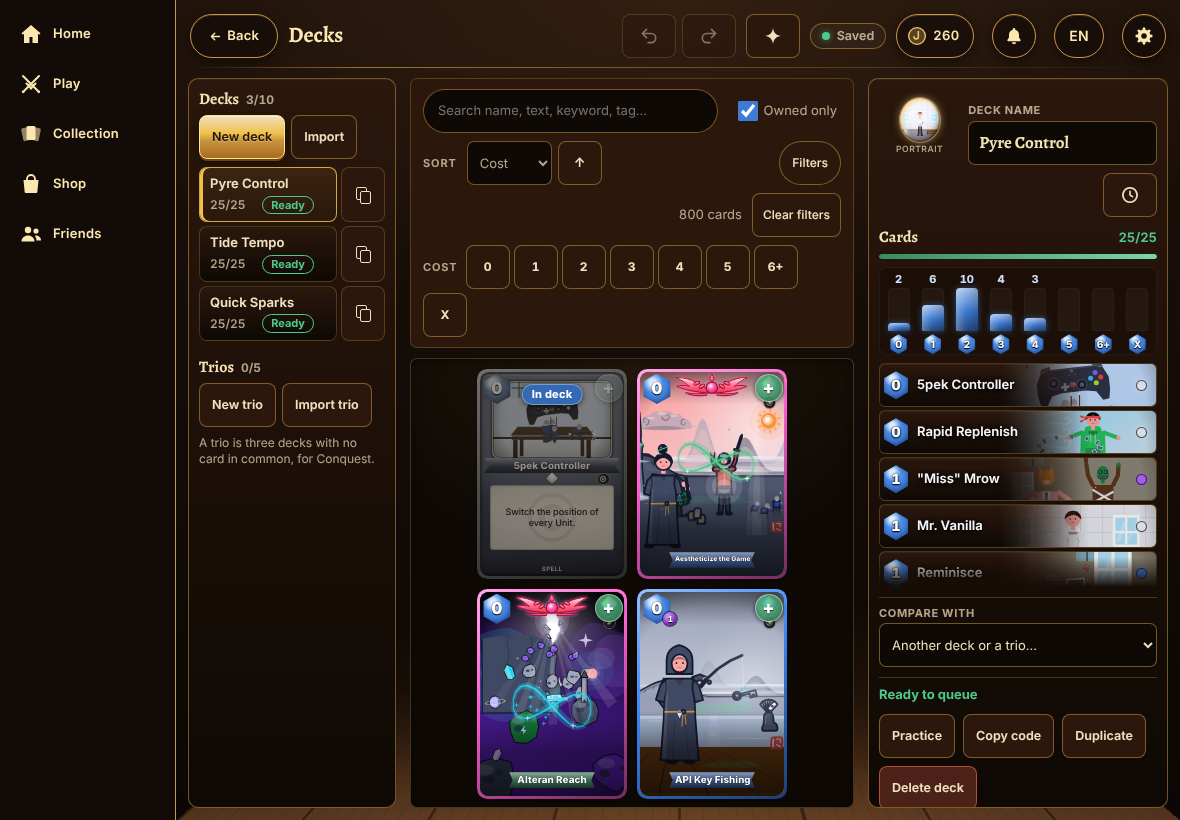 Home
Play
Collection
Shop
Friends
← Back
Decks
Saved
J
260
EN
Decks 3/10
New deck
Import
Pyre Control
25/25
Ready
Tide Tempo
25/25
Ready
Quick Sparks
25/25
Ready
Trios 0/5
New trio
Import trio
A trio is three decks with no
card in common, for Conquest.
Search name, text, keyword, tag...
Owned only
SORT
Cost
Filters
800 cards
Clear filters
COST
0
1
2
3
4
5
6+
X
0
In deck
+
5pek Controller
Switch the position of
every Unit.
SPELL
0
+
Aestheticize the Game
0
+
Alteran Reach
0
1
+
API Key Fishing
PORTRAIT
DECK NAME
Pyre Control
Cards
25/25
2
6
10
4
3
0
1
2
3
4
5
6+
X
0
5pek Controller
0
Rapid Replenish
1
"Miss" Mrow
1
Mr. Vanilla
1
Reminisce
COMPARE WITH
Another deck or a trio...
Ready to queue
Practice
Copy code
Duplicate
Delete deck